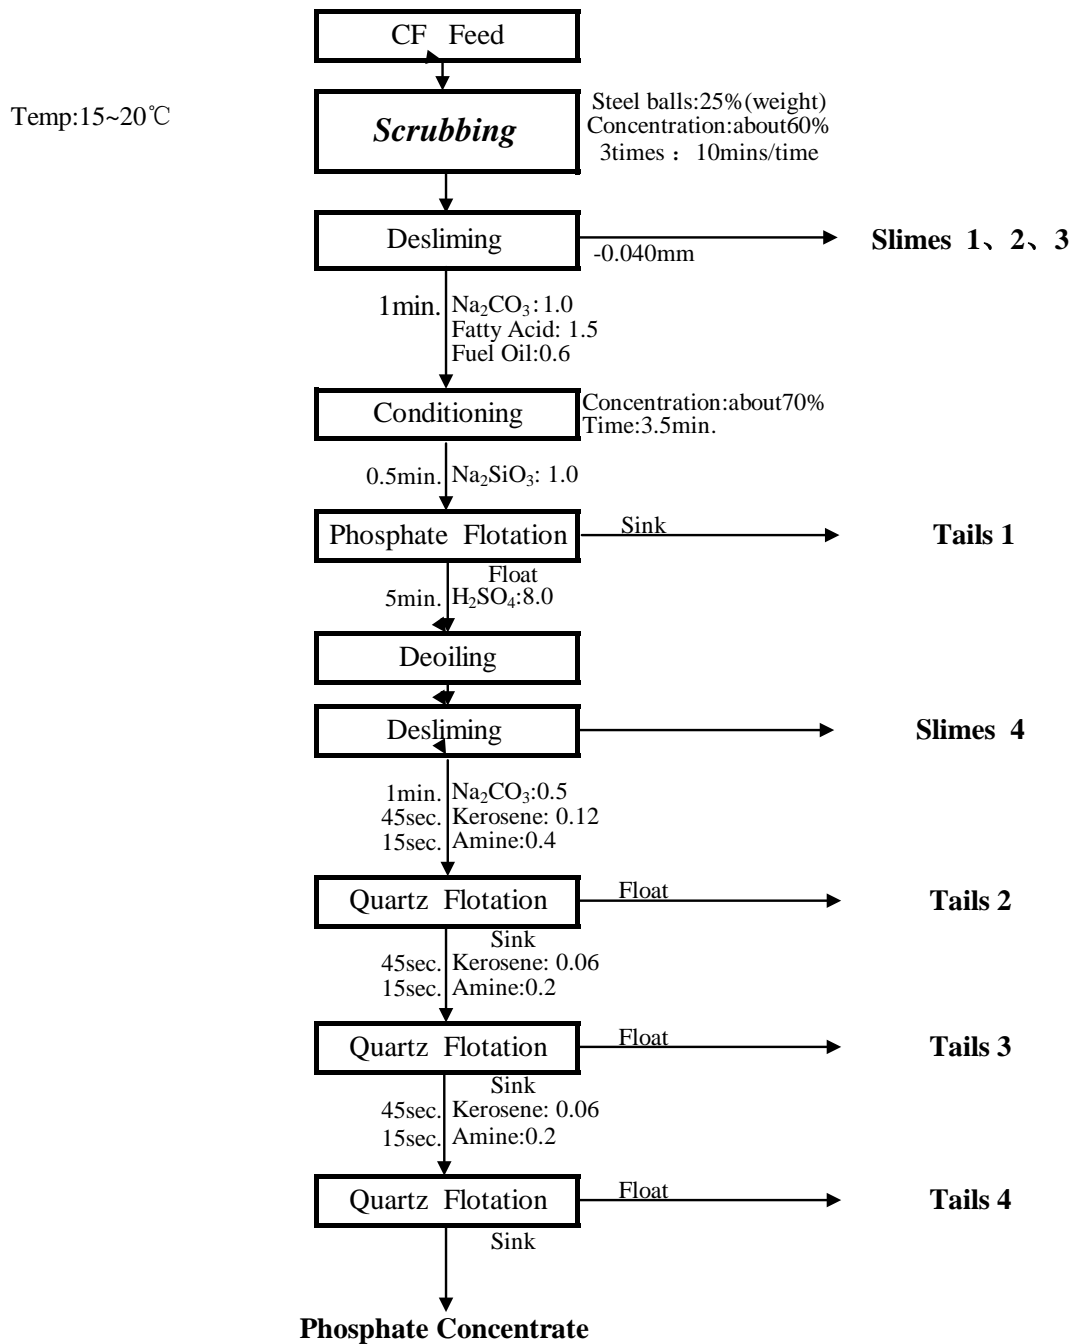 CF Feed
Temp:15~20℃
Scrubbing
Steel balls:25%(weight)
Concentration:about60%
3times : 10mins/time
Desliming
-0.040mm
Slimes 1、2、3
1min. Na₂CO₃:1.0
Fatty Acid: 1.5
Fuel Oil:0.6
Conditioning
Concentration:about70%
Time:3.5min.
0.5min. Na₂SiO₃: 1.0
Phosphate Flotation
Sink
Tails 1
Float
5min. H₂SO₄:8.0
Deoiling
Desliming
Slimes 4
1min. Na₂CO₃:0.5
45sec. Kerosene: 0.12
15sec. Amine:0.4
Quartz Flotation
Float
Tails 2
Sink
45sec. Kerosene: 0.06
15sec. Amine:0.2
Quartz Flotation
Float
Tails 3
Sink
45sec. Kerosene: 0.06
15sec. Amine:0.2
Quartz Flotation
Float
Tails 4
Sink
Phosphate Concentrate